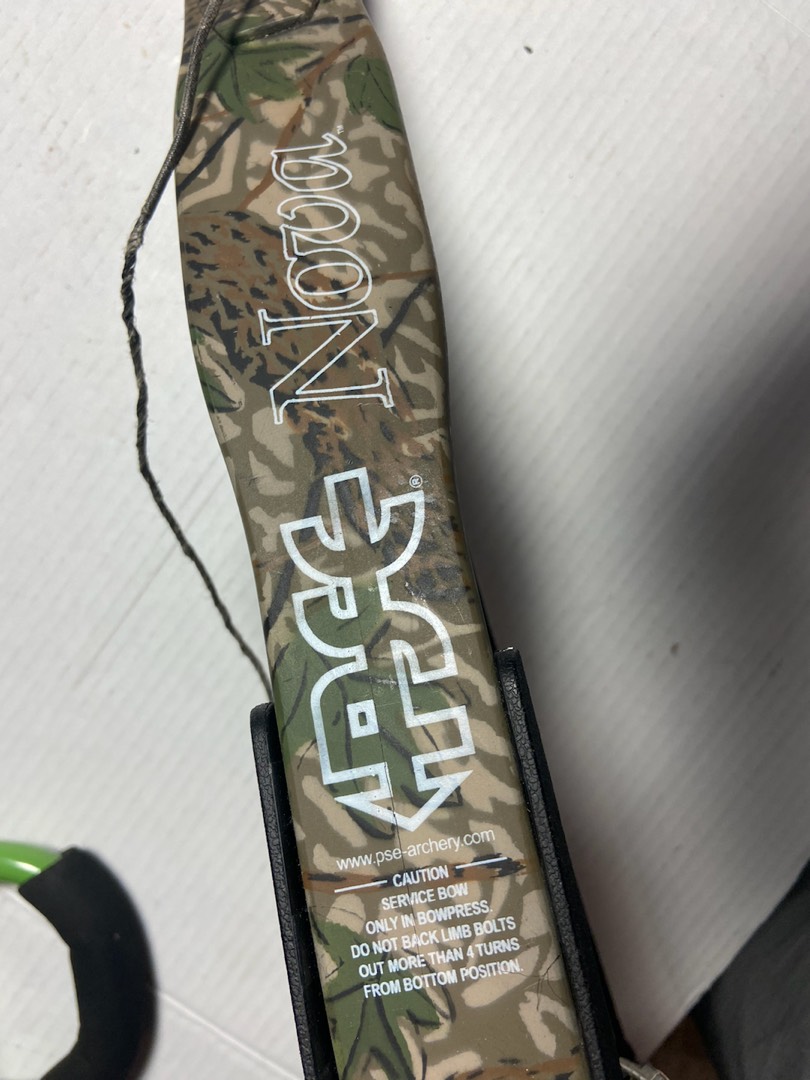 Nova™
PSE®
www.pse-archery.com
CAUTION
SERVICE BOW
ONLY IN BOWPRESS.
DO NOT BACK LIMB BOLTS
OUT MORE THAN 4 TURNS
FROM BOTTOM POSITION.